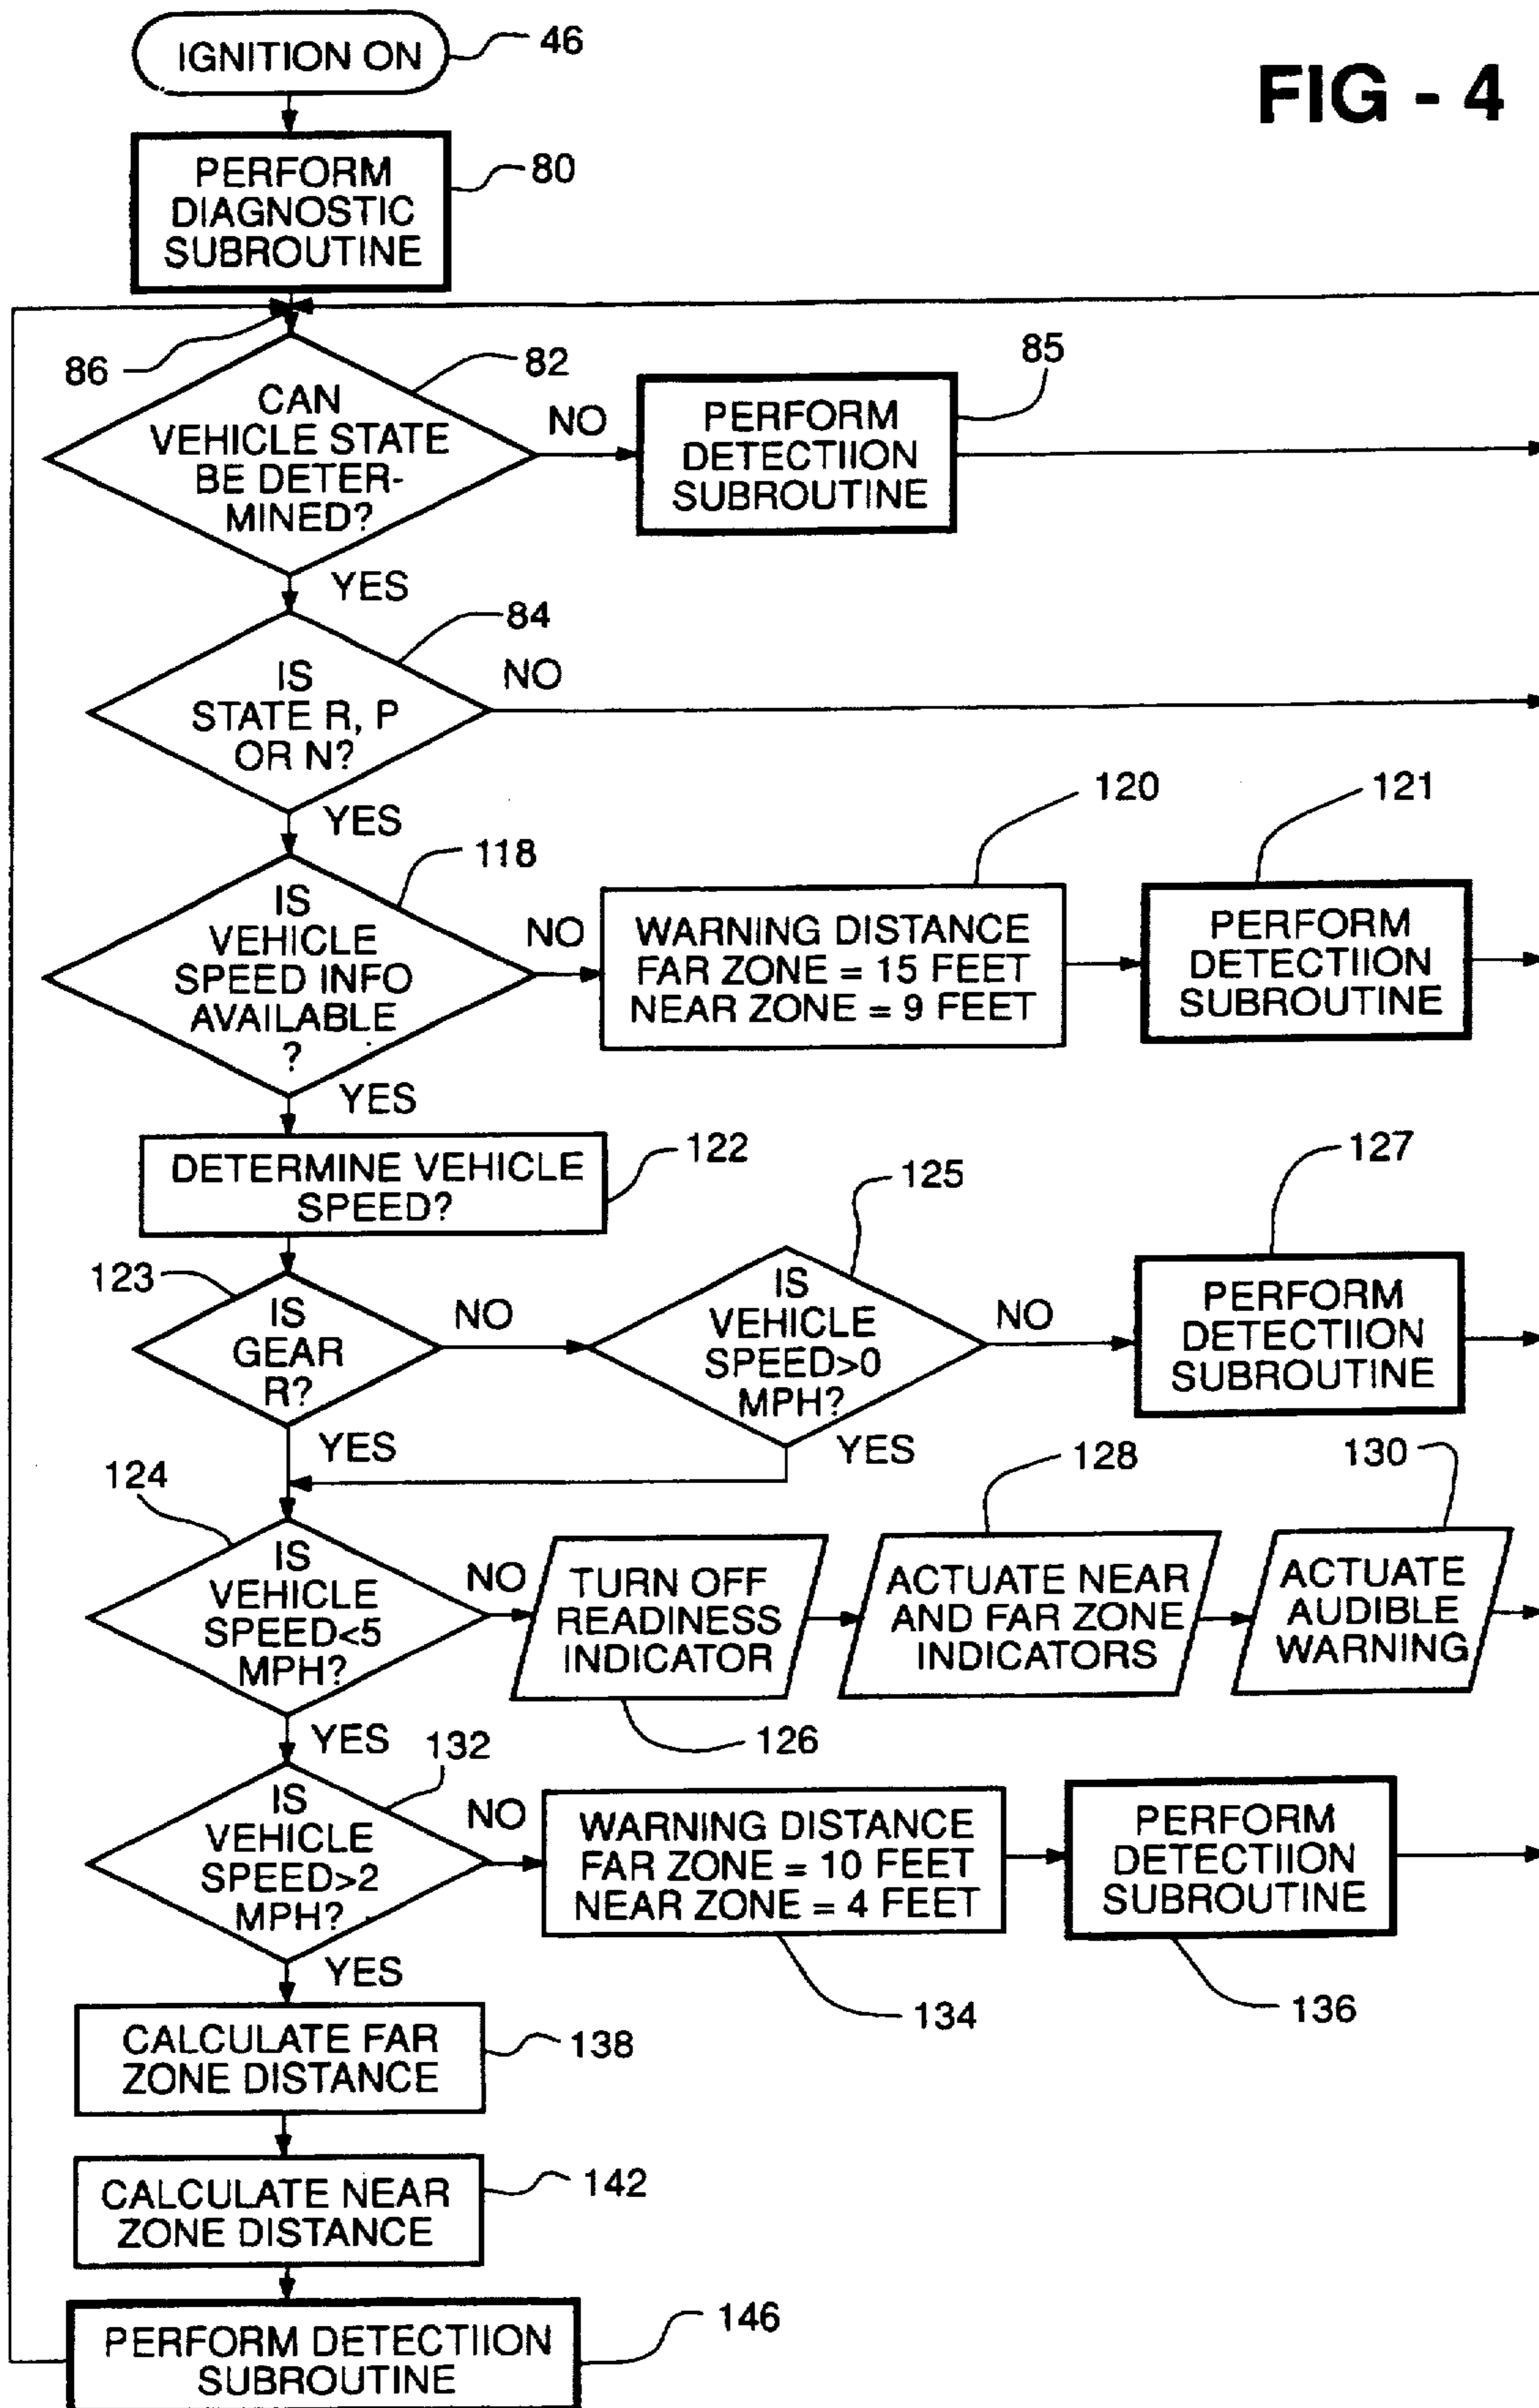 IGNITION ON
46
FIG - 4
PERFORM
DIAGNOSTIC
SUBROUTINE
80
86
82
CAN
VEHICLE STATE
BE DETER-
MINED?
NO
PERFORM
DETECTIION
SUBROUTINE
85
YES
84
IS
STATE R, P
OR N?
NO
YES
118
IS
VEHICLE
SPEED INFO
AVAILABLE
?
NO
120
WARNING DISTANCE
FAR ZONE = 15 FEET
NEAR ZONE = 9 FEET
121
PERFORM
DETECTIION
SUBROUTINE
YES
DETERMINE VEHICLE
SPEED?
122
123
IS
GEAR
R?
NO
125
IS
VEHICLE
SPEED>0
MPH?
NO
127
PERFORM
DETECTIION
SUBROUTINE
YES
YES
124
IS
VEHICLE
SPEED<5
MPH?
NO
TURN OFF
READINESS
INDICATOR
126
128
ACTUATE NEAR
AND FAR ZONE
INDICATORS
130
ACTUATE
AUDIBLE
WARNING
YES
132
IS
VEHICLE
SPEED>2
MPH?
NO
WARNING DISTANCE
FAR ZONE = 10 FEET
NEAR ZONE = 4 FEET
134
PERFORM
DETECTIION
SUBROUTINE
136
YES
CALCULATE FAR
ZONE DISTANCE
138
CALCULATE NEAR
ZONE DISTANCE
142
PERFORM DETECTIION
SUBROUTINE
146